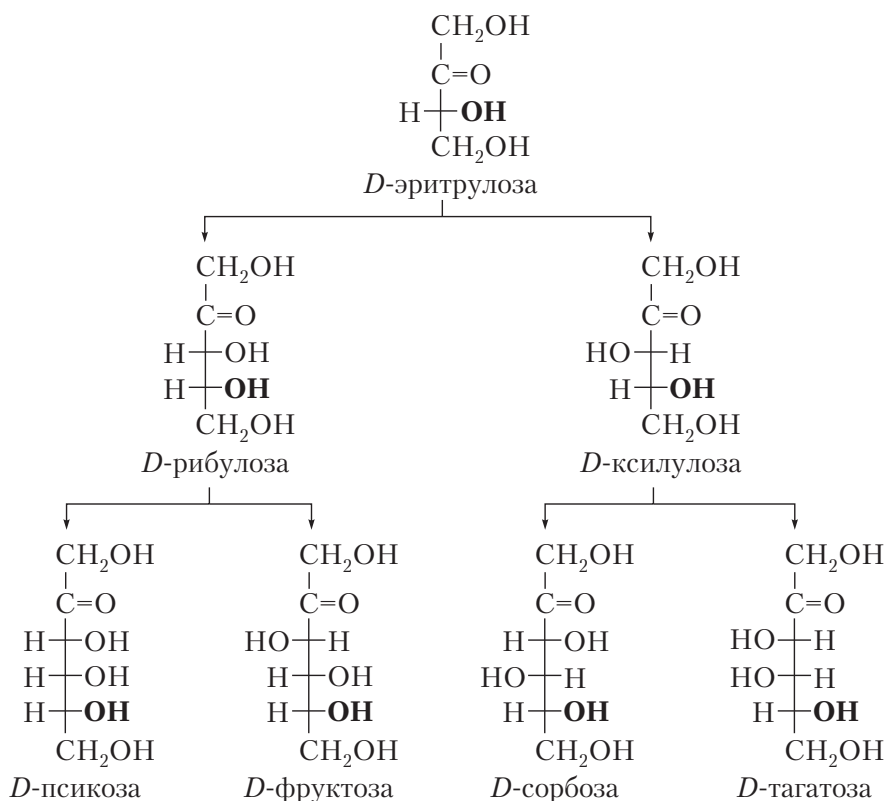 CH₂OH
C=O
H OH
CH₂OH
D-эритрулоза
CH₂OH CH₂OH
C=O C=O
H OH HO H
H OH H OH
CH₂OH CH₂OH
D-рибулоза D-ксилулоза
CH₂OH CH₂OH CH₂OH CH₂OH
C=O C=O C=O C=O
H OH HO H H OH HO H
H OH H OH HO H HO H
H OH H OH H OH H OH
CH₂OH CH₂OH CH₂OH CH₂OH
D-псикоза D-фруктоза D-сорбоза D-тагатоза